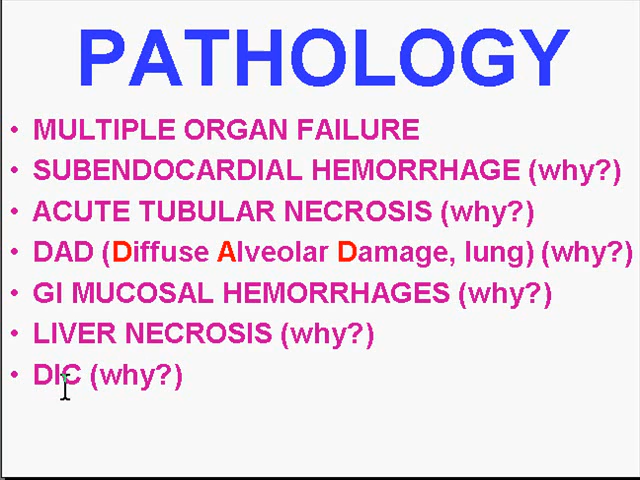 PATHOLOGY
• MULTIPLE ORGAN FAILURE
• SUBENDOCARDIAL HEMORRHAGE (why?)
• ACUTE TUBULAR NECROSIS (why?)
• DAD (Diffuse Alveolar Damage, lung) (why?)
• GI MUCOSAL HEMORRHAGES (why?)
• LIVER NECROSIS (why?)
• DIC (why?)